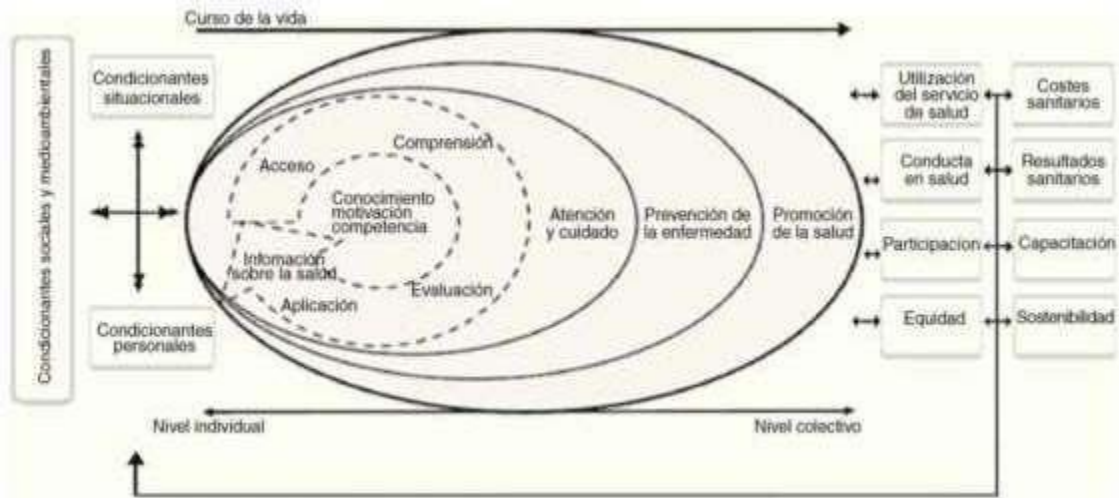 Curso de la vida
Condicionantes sociales y medioambientales
Condicionantes
situacionales
Condicionantes
personales
Acceso
Comprensión
Conocimiento
motivación
competencia
Infomación
sobre la salud
Aplicación
Evaluación
Atención
y cuidado
Prevención de
la enfermedad
Promoción
de la salud
Utilización
del servicio
de salud
Costes
sanitarios
Conducta
en salud
Resultados
sanitarios
Participacion
Capacitación
Equidad
Sostenibilidad
Nivel individual
Nivel colectivo